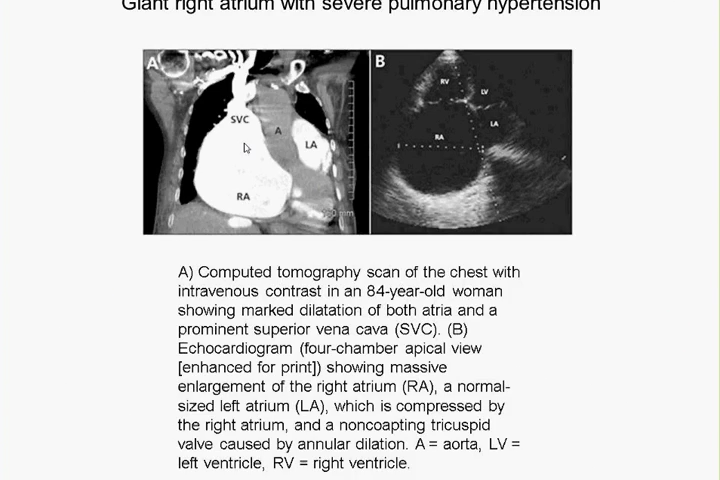 Giant right atrium with severe pulmonary hypertension
A
B
SVC
A
LA
RA
RV
LV
LA
RA
A) Computed tomography scan of the chest with
intravenous contrast in an 84-year-old woman
showing marked dilatation of both atria and a
prominent superior vena cava (SVC). (B)
Echocardiogram (four-chamber apical view
[enhanced for print]) showing massive
enlargement of the right atrium (RA), a normal-
sized left atrium (LA), which is compressed by
the right atrium, and a noncoapting tricuspid
valve caused by annular dilation. A = aorta, LV =
left ventricle, RV = right ventricle.